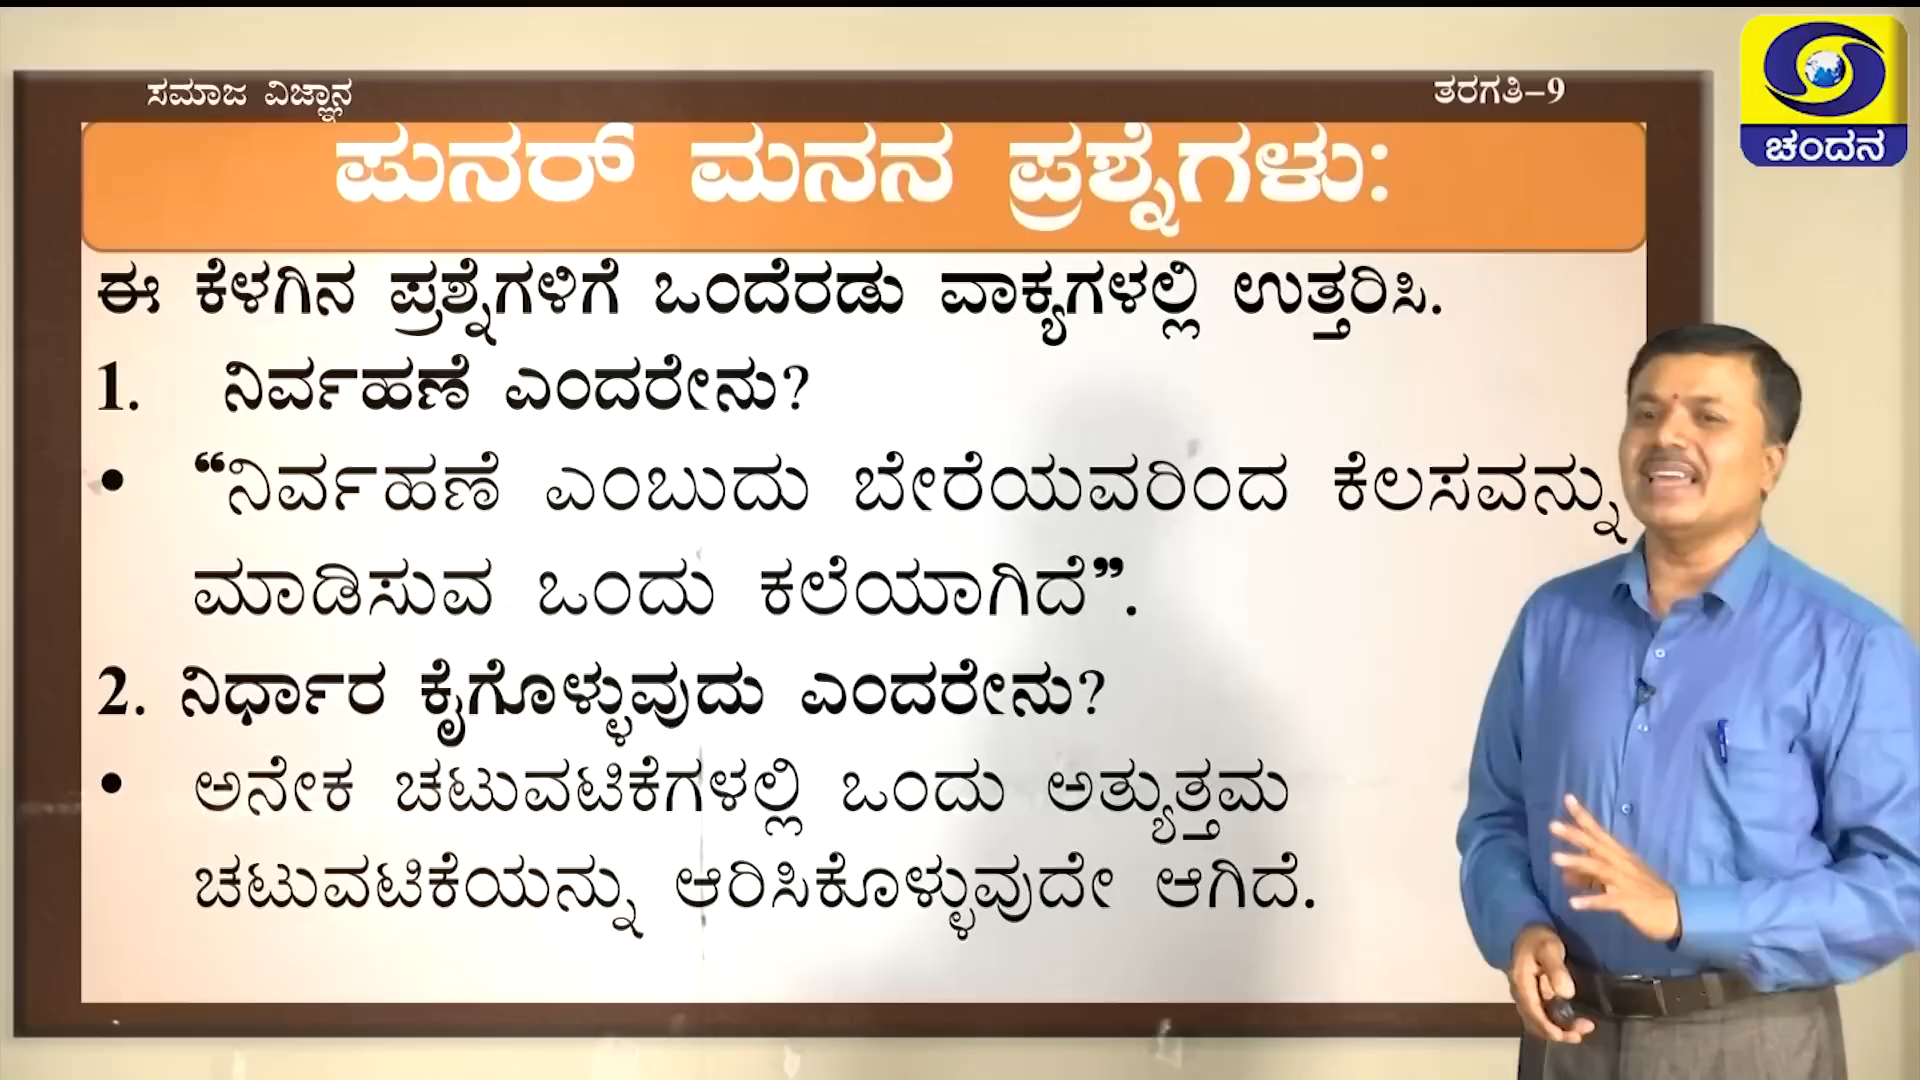 ಸಮಾಜ ವಿಜ್ಞಾನ
ತರಗತಿ–9
ಚಂದನ
ಪುನರ್ ಮನನ ಪ್ರಶ್ನೆಗಳು:
ಈ ಕೆಳಗಿನ ಪ್ರಶ್ನೆಗಳಿಗೆ ಒಂದೆರಡು ವಾಕ್ಯಗಳಲ್ಲಿ ಉತ್ತರಿಸಿ.
1. ನಿರ್ವಹಣೆ ಎಂದರೇನು?
• “ನಿರ್ವಹಣೆ ಎಂಬುದು ಬೇರೆಯವರಿಂದ ಕೆಲಸವನ್ನು
ಮಾಡಿಸುವ ಒಂದು ಕಲೆಯಾಗಿದೆ”.
2. ನಿರ್ಧಾರ ಕೈಗೊಳ್ಳುವುದು ಎಂದರೇನು?
• ಅನೇಕ ಚಟುವಟಿಕೆಗಳಲ್ಲಿ ಒಂದು ಅತ್ಯುತ್ತಮ
ಚಟುವಟಿಕೆಯನ್ನು ಆರಿಸಿಕೊಳ್ಳುವುದೇ ಆಗಿದೆ.